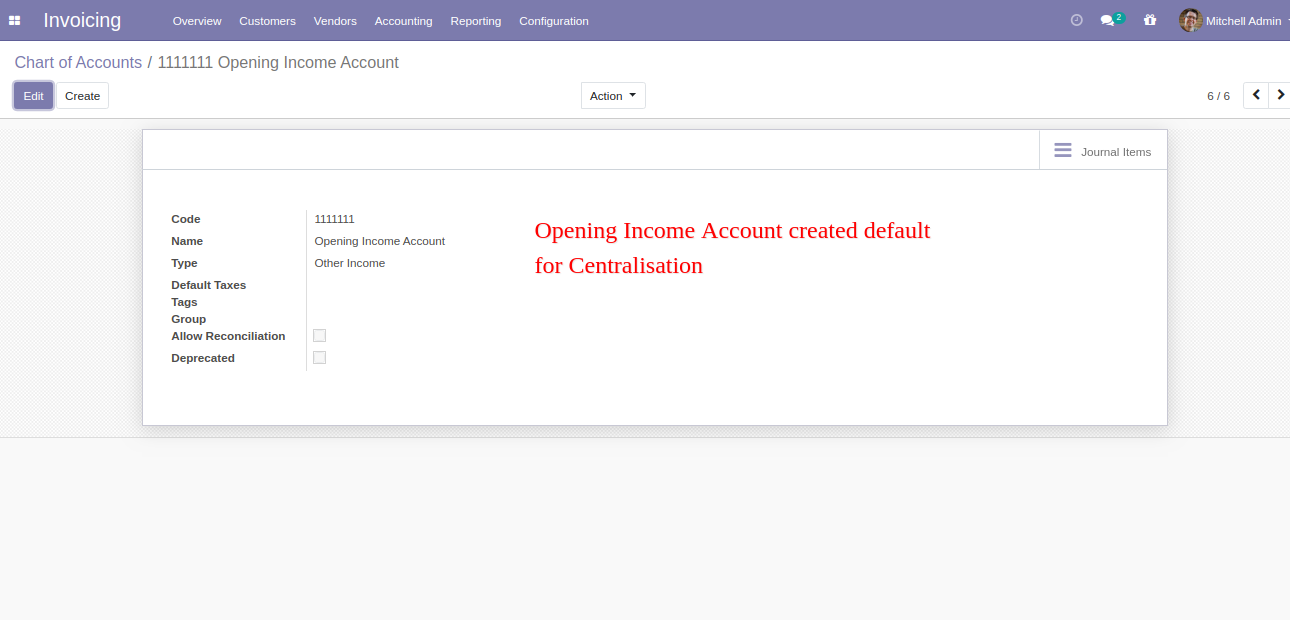 Invoicing Overview Customers Vendors Accounting Reporting Configuration 2 Mitchell Admin
Chart of Accounts / 1111111 Opening Income Account
Edit Create Action 6 / 6
Journal Items
Code 1111111
Name Opening Income Account
Type Other Income
Default Taxes
Tags
Group
Allow Reconciliation
Deprecated
Opening Income Account created default
for Centralisation